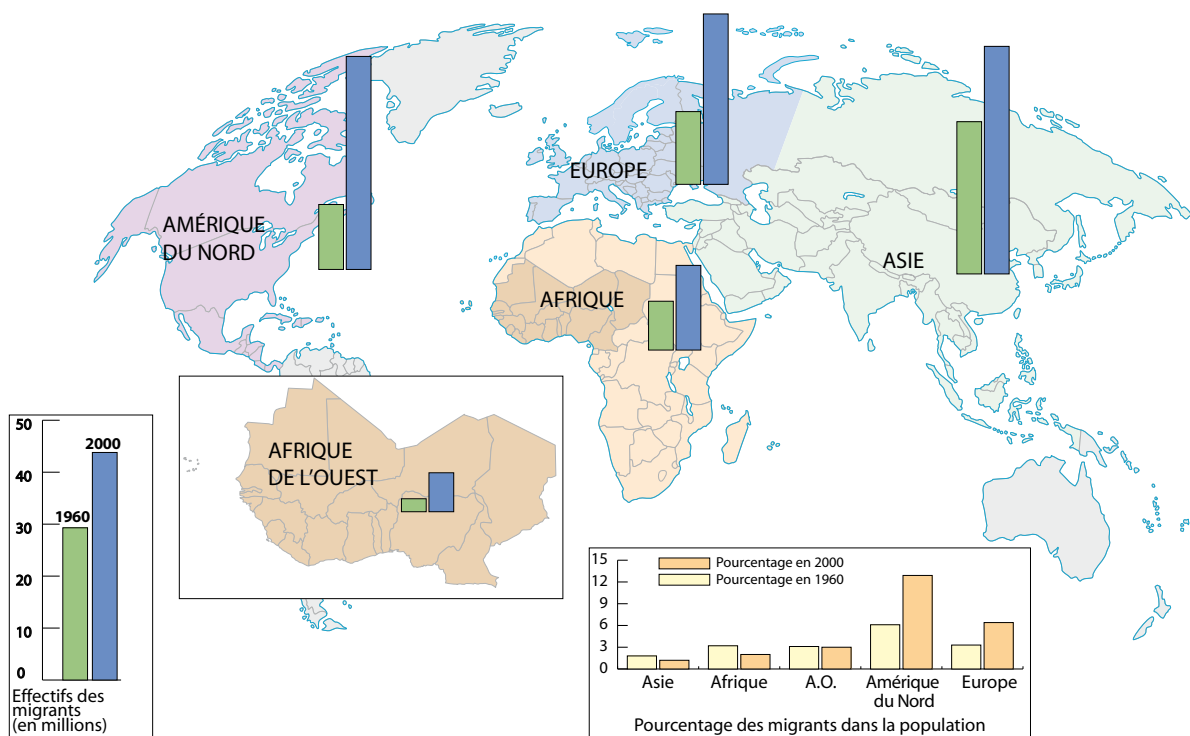 EUROPE
AMÉRIQUE
DU NORD
ASIE
AFRIQUE
AFRIQUE
DE L'OUEST
50
40
30
20
10
0
2000
1960
Effectifs des
migrants
(en millions)
15
12
9
6
3
0
Pourcentage en 2000
Pourcentage en 1960
Asie
Afrique
A.O.
Amérique
du Nord
Europe
Pourcentage des migrants dans la population